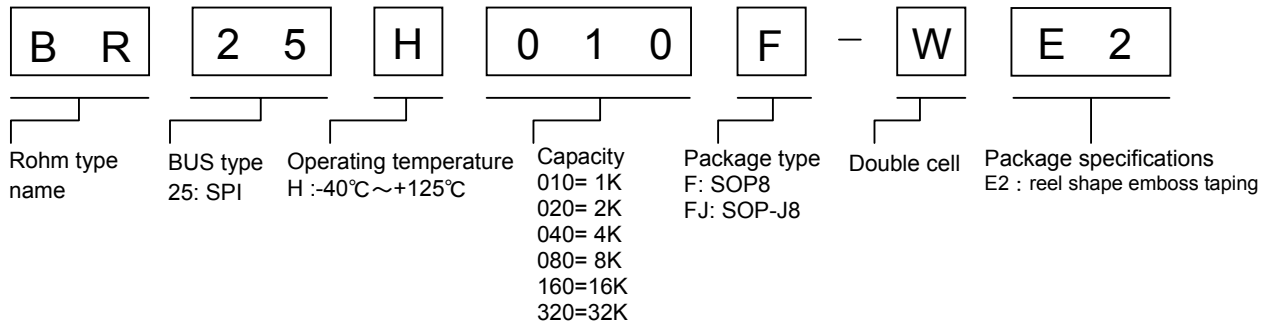 B R 2 5 H 0 1 0 F − W E 2
Rohm type
name
BUS type
25: SPI
Operating temperature
H :-40℃～+125℃
Capacity
010= 1K
020= 2K
040= 4K
080= 8K
160=16K
320=32K
Package type
F: SOP8
FJ: SOP-J8
Double cell
Package specifications
E2：reel shape emboss taping